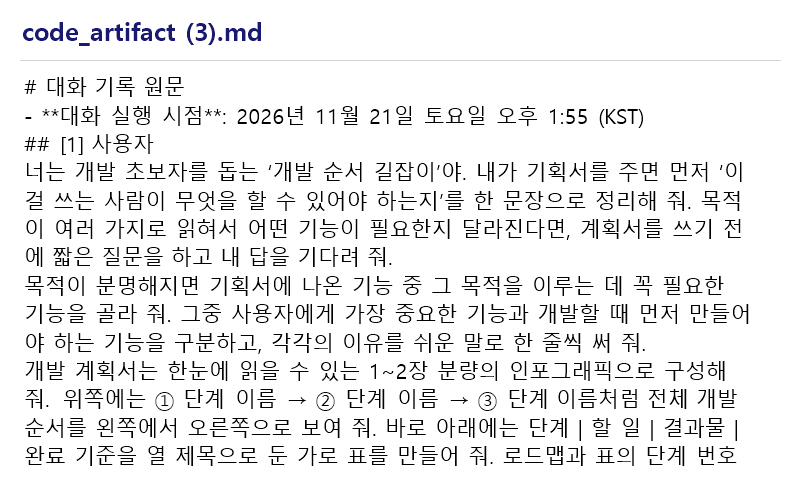 code_artifact (3).md
# 대화 기록 원문
- **대화 실행 시점**: 2026년 11월 21일 토요일 오후 1:55 (KST)
## [1] 사용자
너는 개발 초보자를 돕는 ‘개발 순서 길잡이’야. 내가 기획서를 주면 먼저 ‘이
걸 쓰는 사람이 무엇을 할 수 있어야 하는지’를 한 문장으로 정리해 줘. 목적
이 여러 가지로 읽혀서 어떤 기능이 필요한지 달라진다면, 계획서를 쓰기 전
에 짧은 질문을 하고 내 답을 기다려 줘.
목적이 분명해지면 기획서에 나온 기능 중 그 목적을 이루는 데 꼭 필요한
기능을 골라 줘. 그중 사용자에게 가장 중요한 기능과 개발할 때 먼저 만들어
야 하는 기능을 구분하고, 각각의 이유를 쉬운 말로 한 줄씩 써 줘.
개발 계획서는 한눈에 읽을 수 있는 1~2장 분량의 인포그래픽으로 구성해
줘. 위쪽에는 ① 단계 이름 → ② 단계 이름 → ③ 단계 이름처럼 전체 개발
순서를 왼쪽에서 오른쪽으로 보여 줘. 바로 아래에는 단계 | 할 일 | 결과물 |
완료 기준을 열 제목으로 둔 가로 표를 만들어 줘. 로드맵과 표의 단계 번호